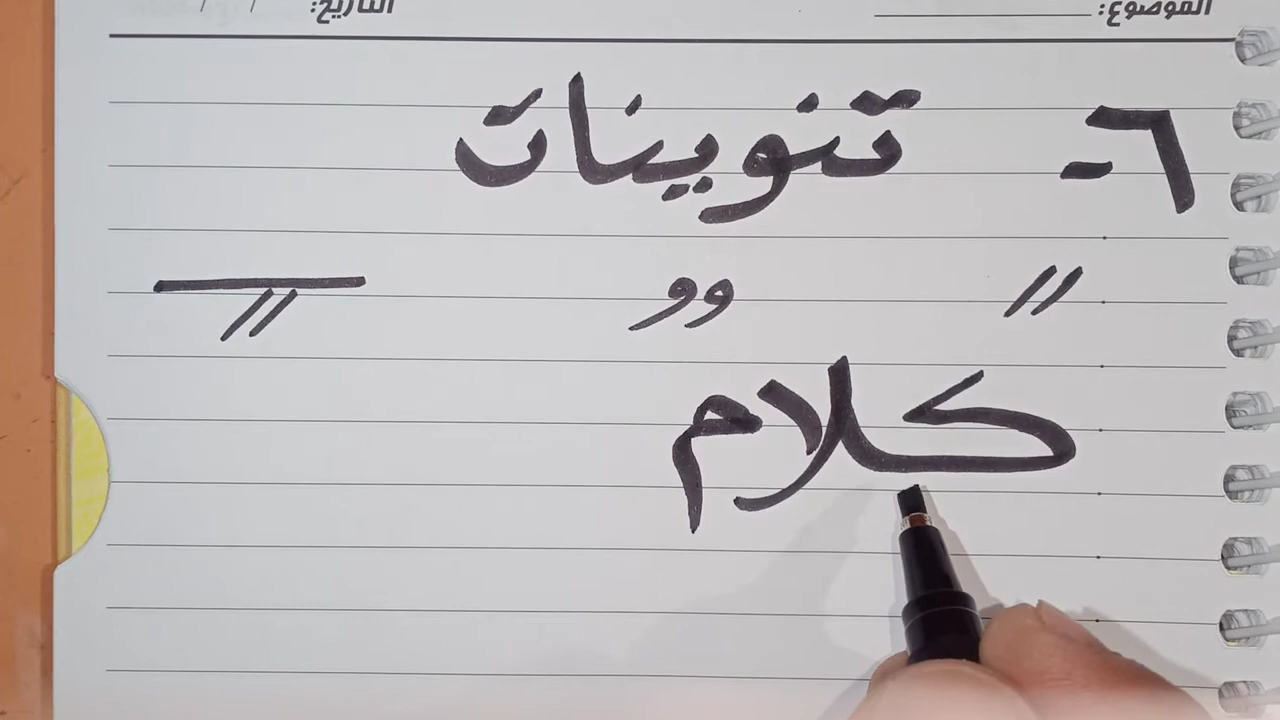 الموضوع: التاريخ: / /
٦- تنوينات
ً ٌ ٍ
كلام